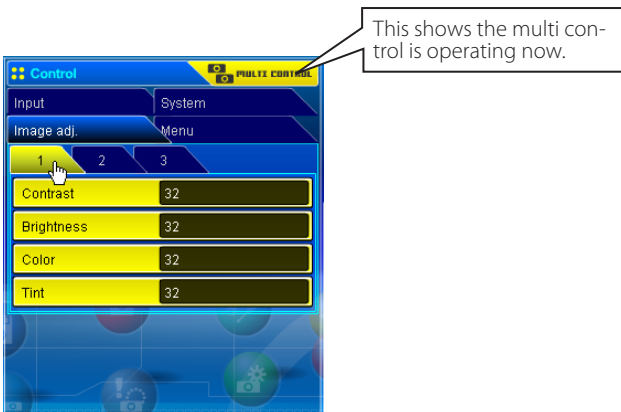 This shows the multi con-
trol is operating now.
Control
MULTI CONTROL
Input System
Image adj. Menu
1 2 3
Contrast 32
Brightness 32
Color 32
Tint 32